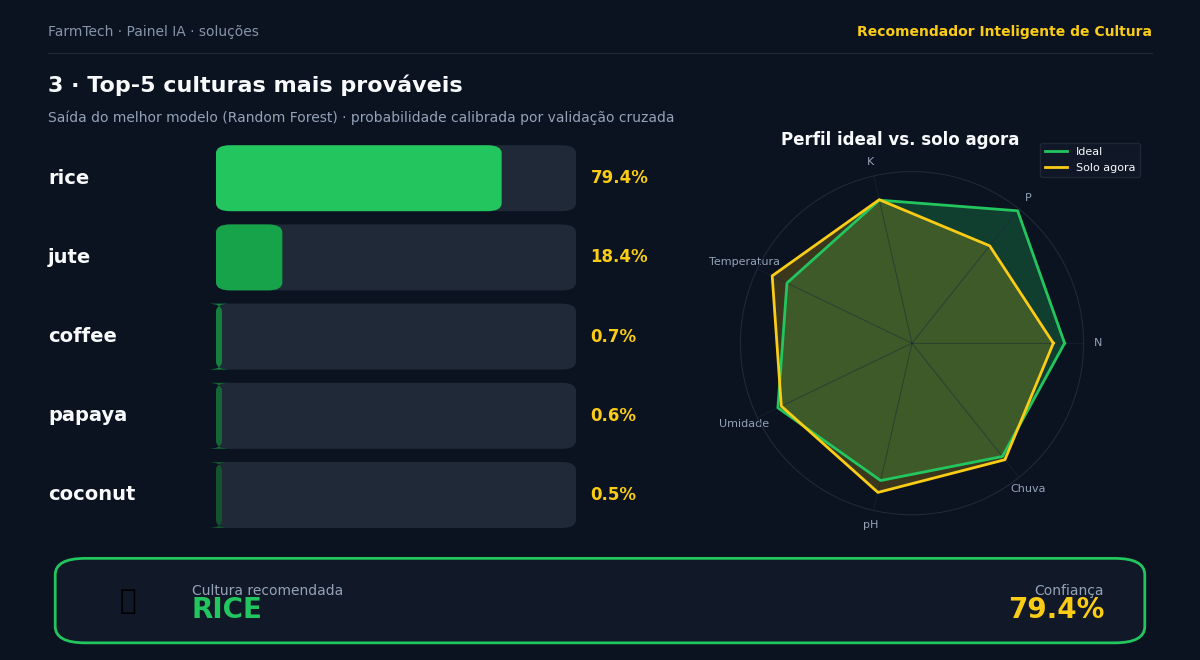 FarmTech · Painel IA · soluções
Recomendador Inteligente de Cultura
3 · Top-5 culturas mais prováveis
Saída do melhor modelo (Random Forest) · probabilidade calibrada por validação cruzada
rice
79.4%
jute
18.4%
coffee
0.7%
papaya
0.6%
coconut
0.5%
Perfil ideal vs. solo agora
Ideal
Solo agora
K
P
Temperatura
N
Umidade
Chuva
pH
Cultura recomendada
RICE
Confiança
79.4%